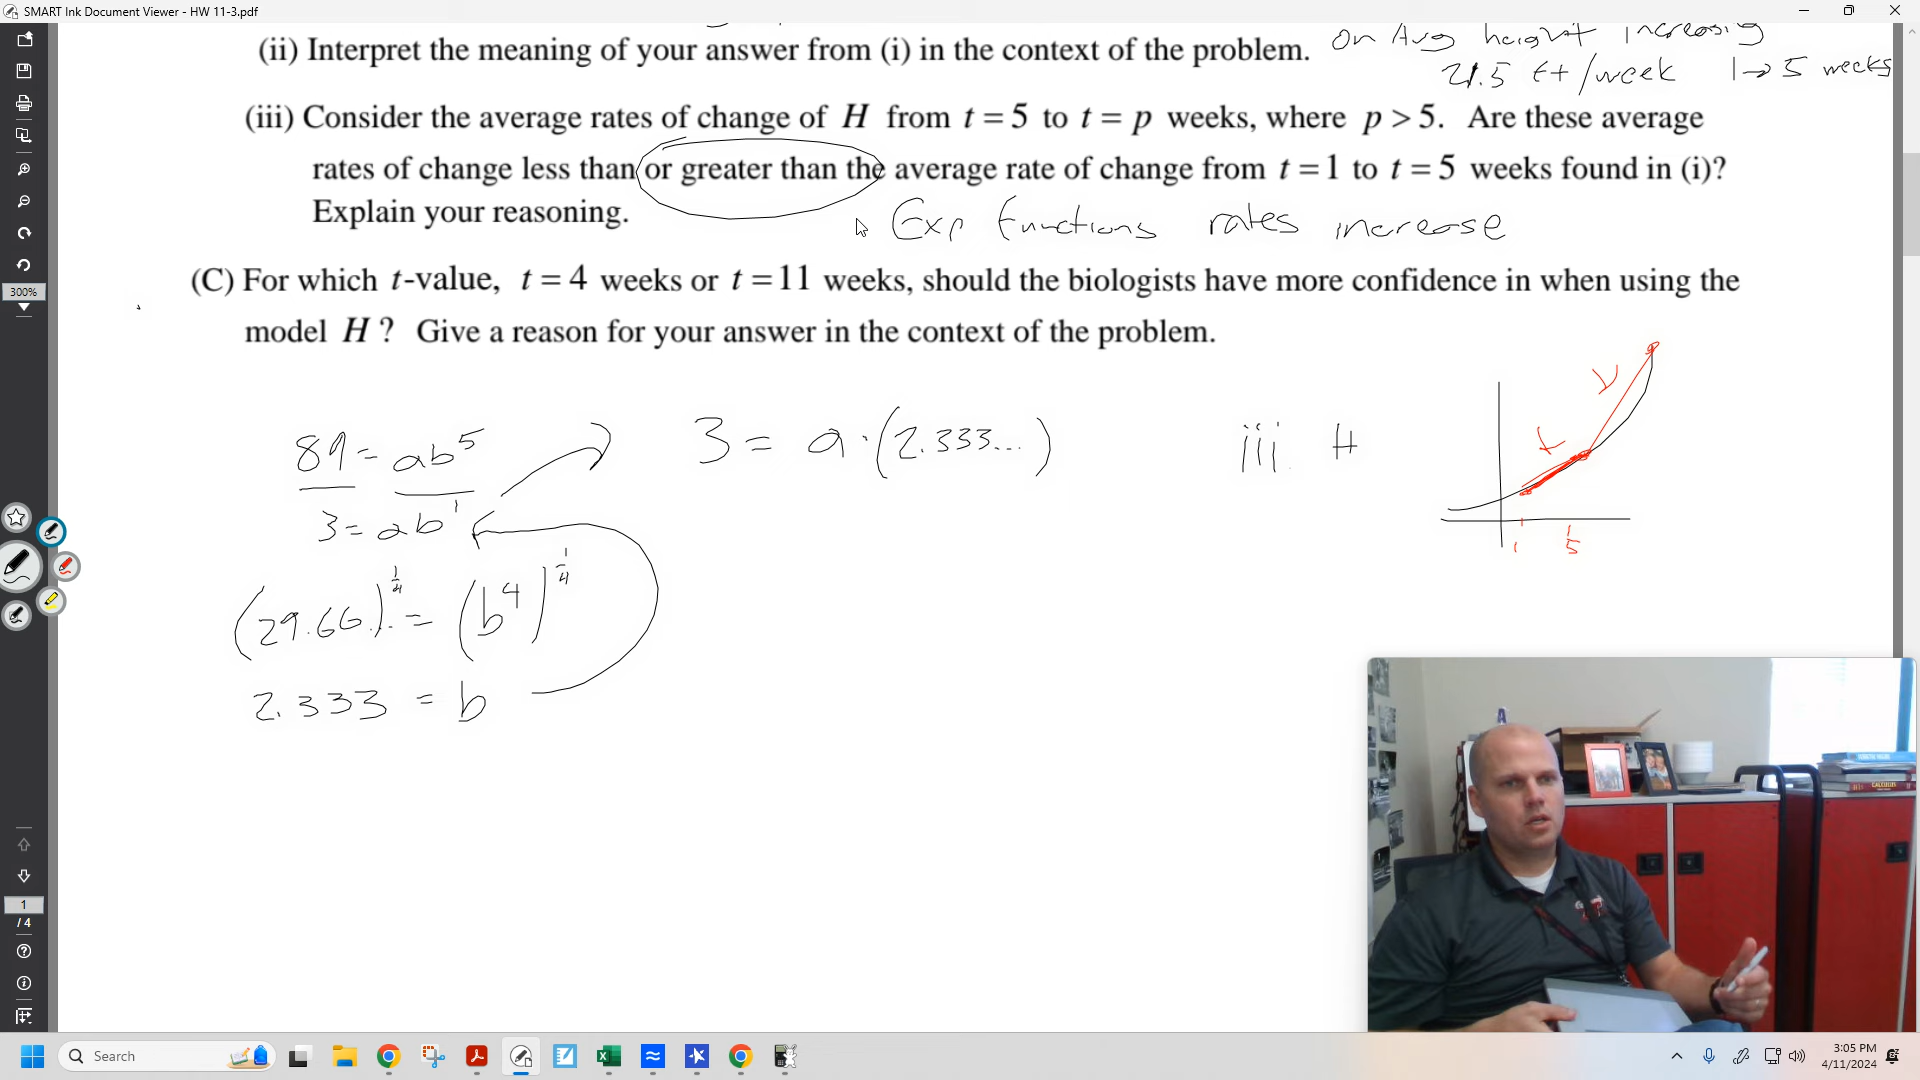 SMART Ink Document Viewer - HW 11-3.pdf
on Avg height increasing
(ii) Interpret the meaning of your answer from (i) in the context of the problem.
21.5 ft/week 1→5 weeks
(iii) Consider the average rates of change of H from t = 5 to t = p weeks, where p > 5. Are these average
rates of change less than or greater than the average rate of change from t = 1 to t = 5 weeks found in (i)?
Explain your reasoning.
Exp functions rates increase
(C) For which t-value, t = 4 weeks or t = 11 weeks, should the biologists have more confidence in when using the
model H ? Give a reason for your answer in the context of the problem.
300%
89 = ab^5
3 = ab^1
(29.66...)^1/4 = (b^4)^1/4
2.333 = b
3 = a·(2.333...)
iii. H
1 5
1
/ 4
CALCULUS
Search
3:05 PM
4/11/2024